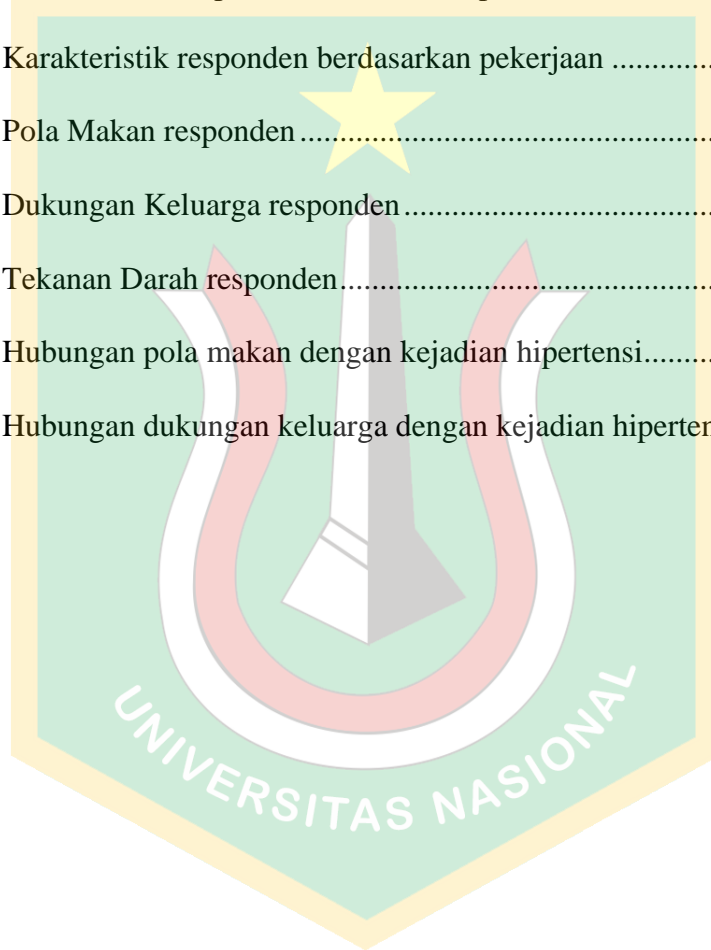 Karakteristik responden berdasarkan pekerjaan ..............
Pola Makan responden .......................................................
Dukungan Keluarga responden .........................................
Tekanan Darah responden..................................................
Hubungan pola makan dengan kejadian hipertensi.........
Hubungan dukungan keluarga dengan kejadian
UNIVERSITAS NASIONAL